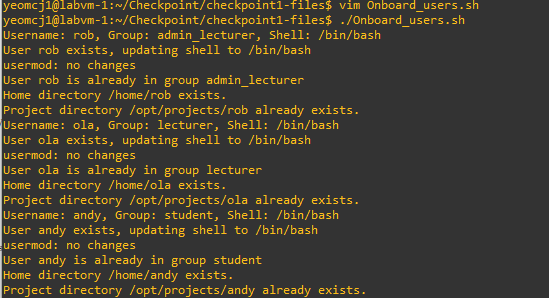 yeomcj1@labvm-1:~/Checkpoint/checkpoint1-files$ vim Onboard_users.sh
yeomcj1@labvm-1:~/Checkpoint/checkpoint1-files$ ./Onboard_users.sh
Username: rob, Group: admin_lecturer, Shell: /bin/bash
User rob exists, updating shell to /bin/bash
usermod: no changes
User rob is already in group admin_lecturer
Home directory /home/rob exists.
Project directory /opt/projects/rob already exists.
Username: ola, Group: lecturer, Shell: /bin/bash
User ola exists, updating shell to /bin/bash
usermod: no changes
User ola is already in group lecturer
Home directory /home/ola exists.
Project directory /opt/projects/ola already exists.
Username: andy, Group: student, Shell: /bin/bash
User andy exists, updating shell to /bin/bash
usermod: no changes
User andy is already in group student
Home directory /home/andy exists.
Project directory /opt/projects/andy already exists.